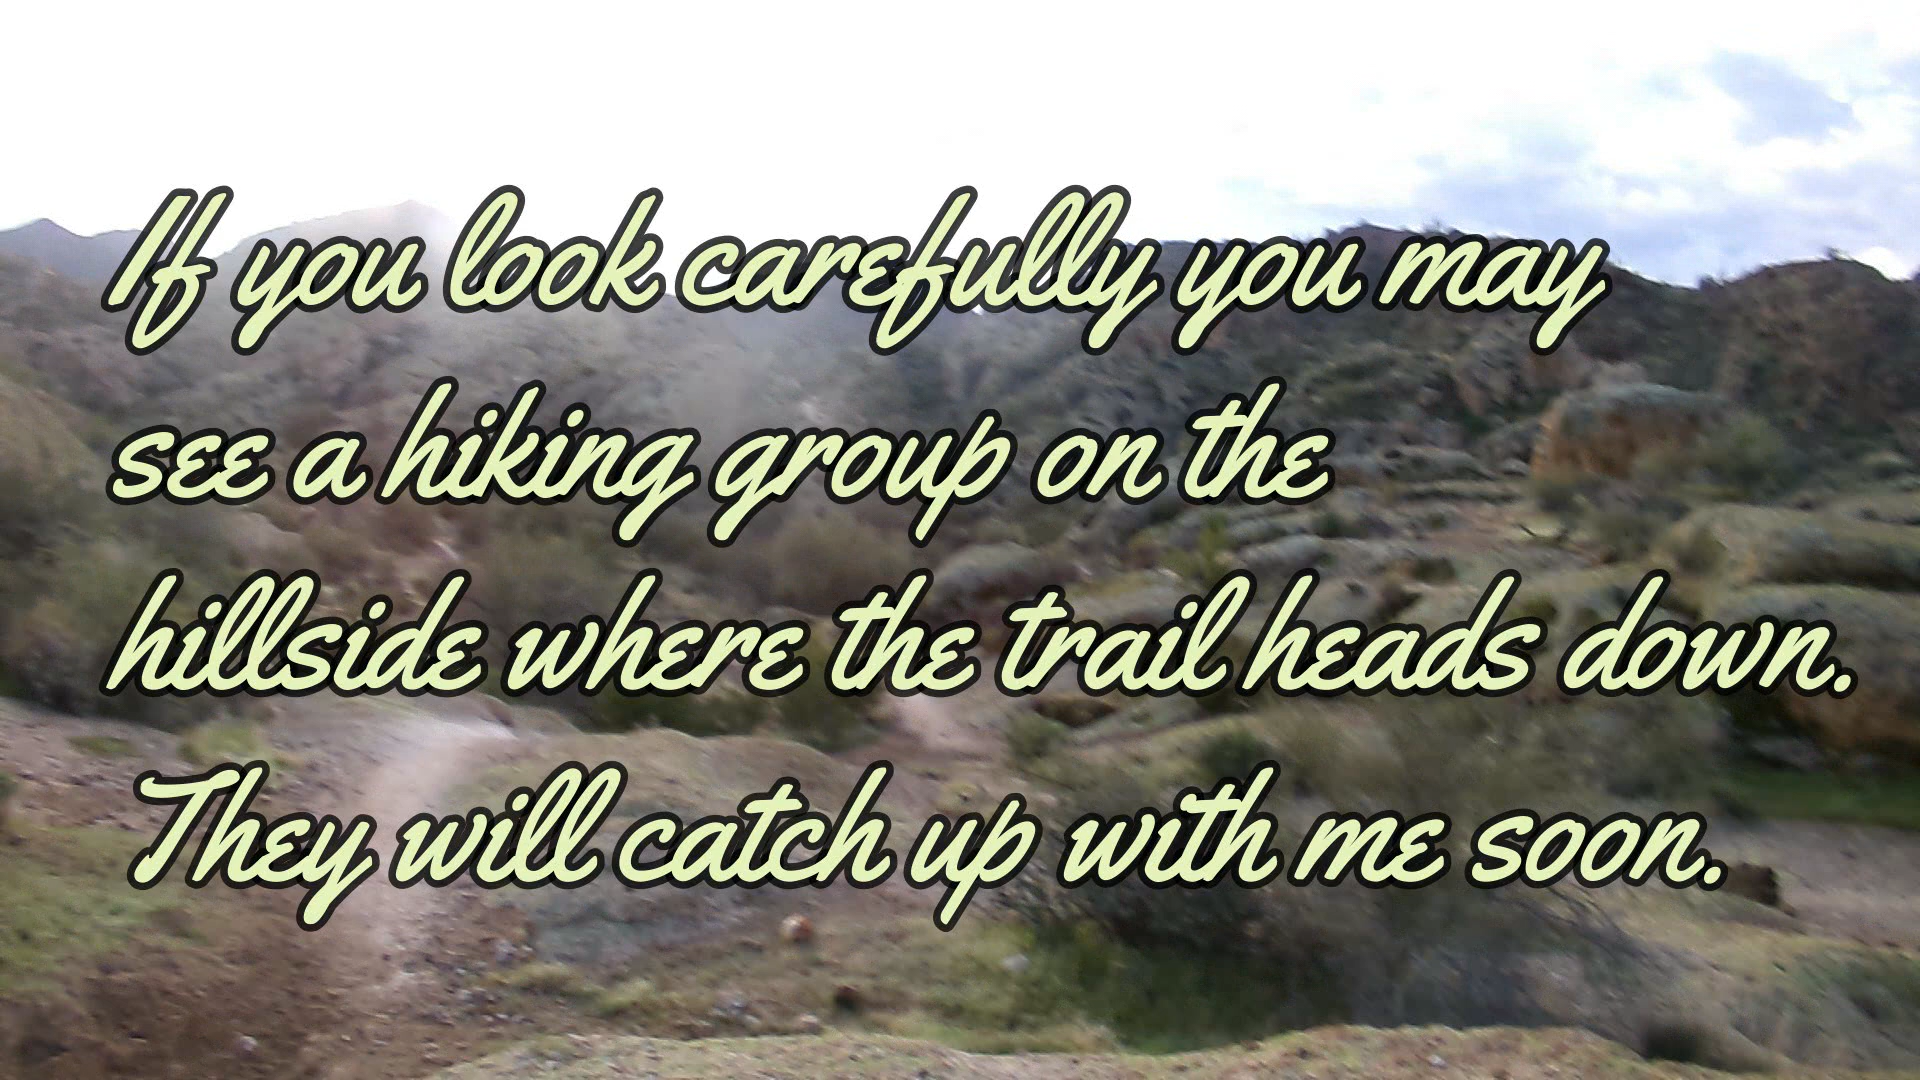 If you look carefully you may
see a hiking group on the
hillside where the trail heads down.
They will catch up with me soon.